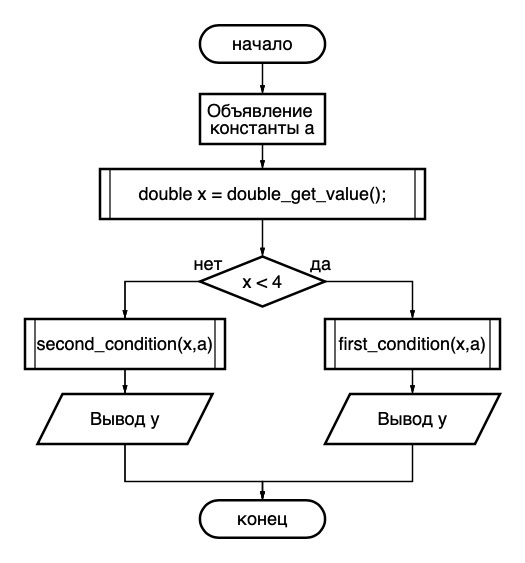 начало
Объявление
константы a
double x = double_get_value();
нет
да
x < 4
second_condition(x,a)
first_condition(x,a)
Вывод y
Вывод y
конец